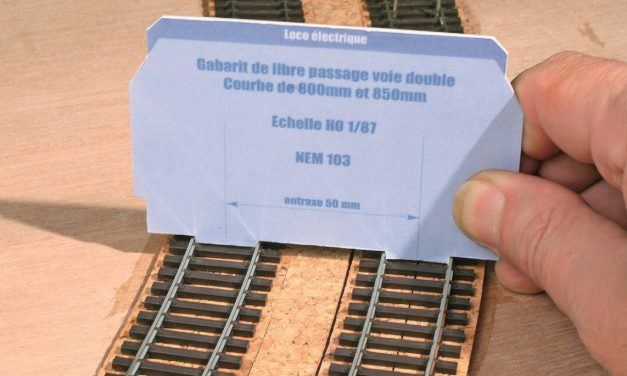 Loco électrique
Gabarit de libre passage voie double
Courbe de 800mm et 850mm
Echelle HO 1/87
NEM 103
entraxe 50 mm